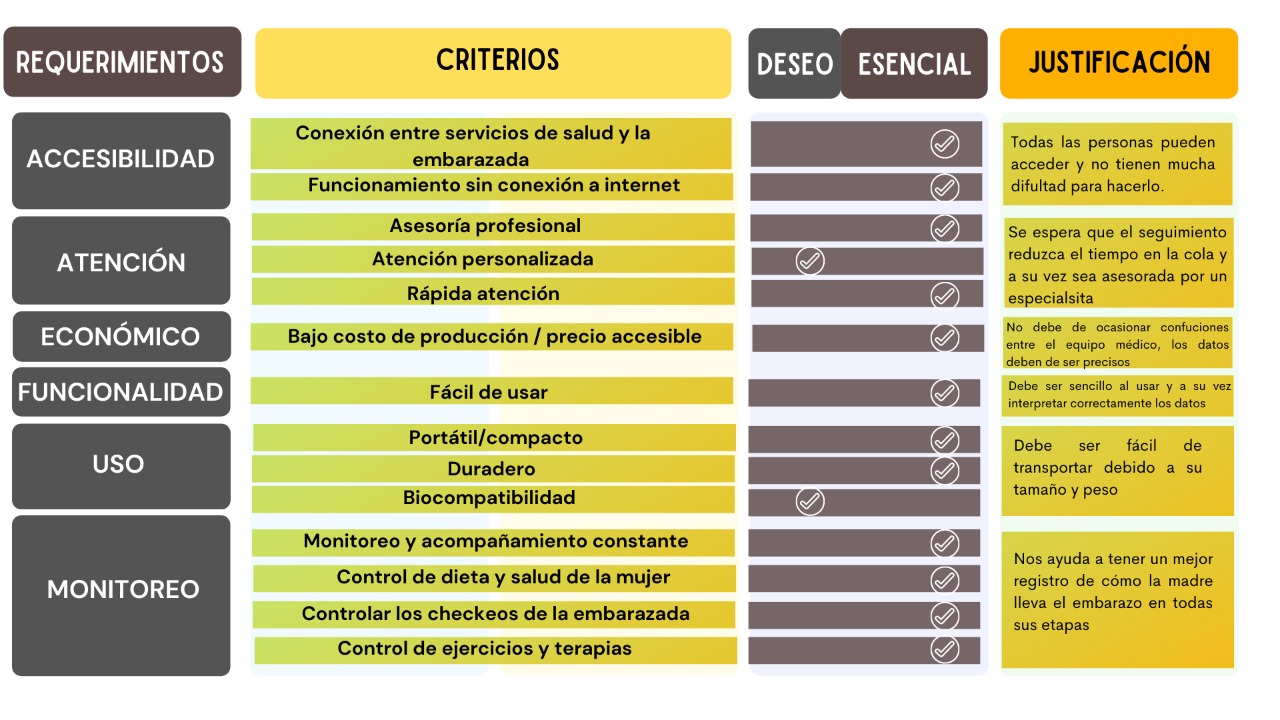 REQUERIMIENTOS
CRITERIOS
DESEO
ESENCIAL
JUSTIFICACIÓN
ACCESIBILIDAD
Conexión entre servicios de salud y la
embarazada
Funcionamiento sin conexión a internet
Todas las personas pueden
acceder y no tienen mucha
difultad para hacerlo.
ATENCIÓN
Asesoría profesional
Atención personalizada
Rápida atención
Se espera que el seguimiento
reduzca el tiempo en la cola y
a su vez sea asesorada por un
especialsita
ECONÓMICO
Bajo costo de producción / precio accesible
No debe de ocasionar confuciones
entre el equipo médico, los datos
deben de ser precisos
FUNCIONALIDAD
Fácil de usar
Debe ser sencillo al usar y a su vez
interpretar correctamente los datos
USO
Portátil/compacto
Duradero
Biocompatibilidad
Debe ser fácil de
transportar debido a su
tamaño y peso
MONITOREO
Monitoreo y acompañamiento constante
Control de dieta y salud de la mujer
Controlar los checkeos de la embarazada
Control de ejercicios y terapias
Nos ayuda a tener un mejor
registro de cómo la madre
lleva el embarazo en todas
sus etapas